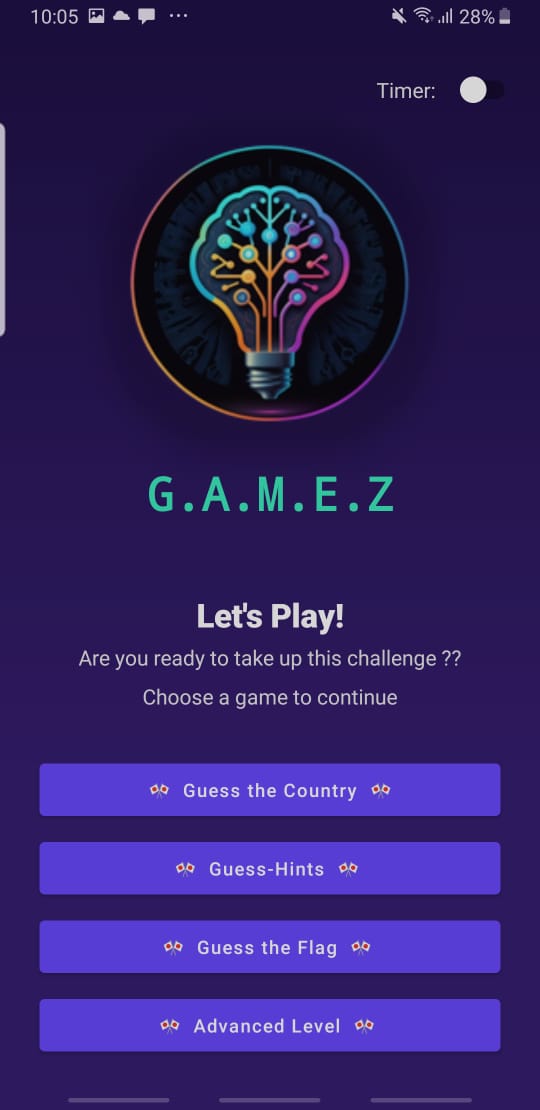 10:05 28%
Timer:
G.A.M.E.Z
Let's Play!
Are you ready to take up this challenge ??
Choose a game to continue
🎌 Guess the Country 🎌
🎌 Guess-Hints 🎌
🎌 Guess the Flag 🎌
🎌 Advanced Level 🎌